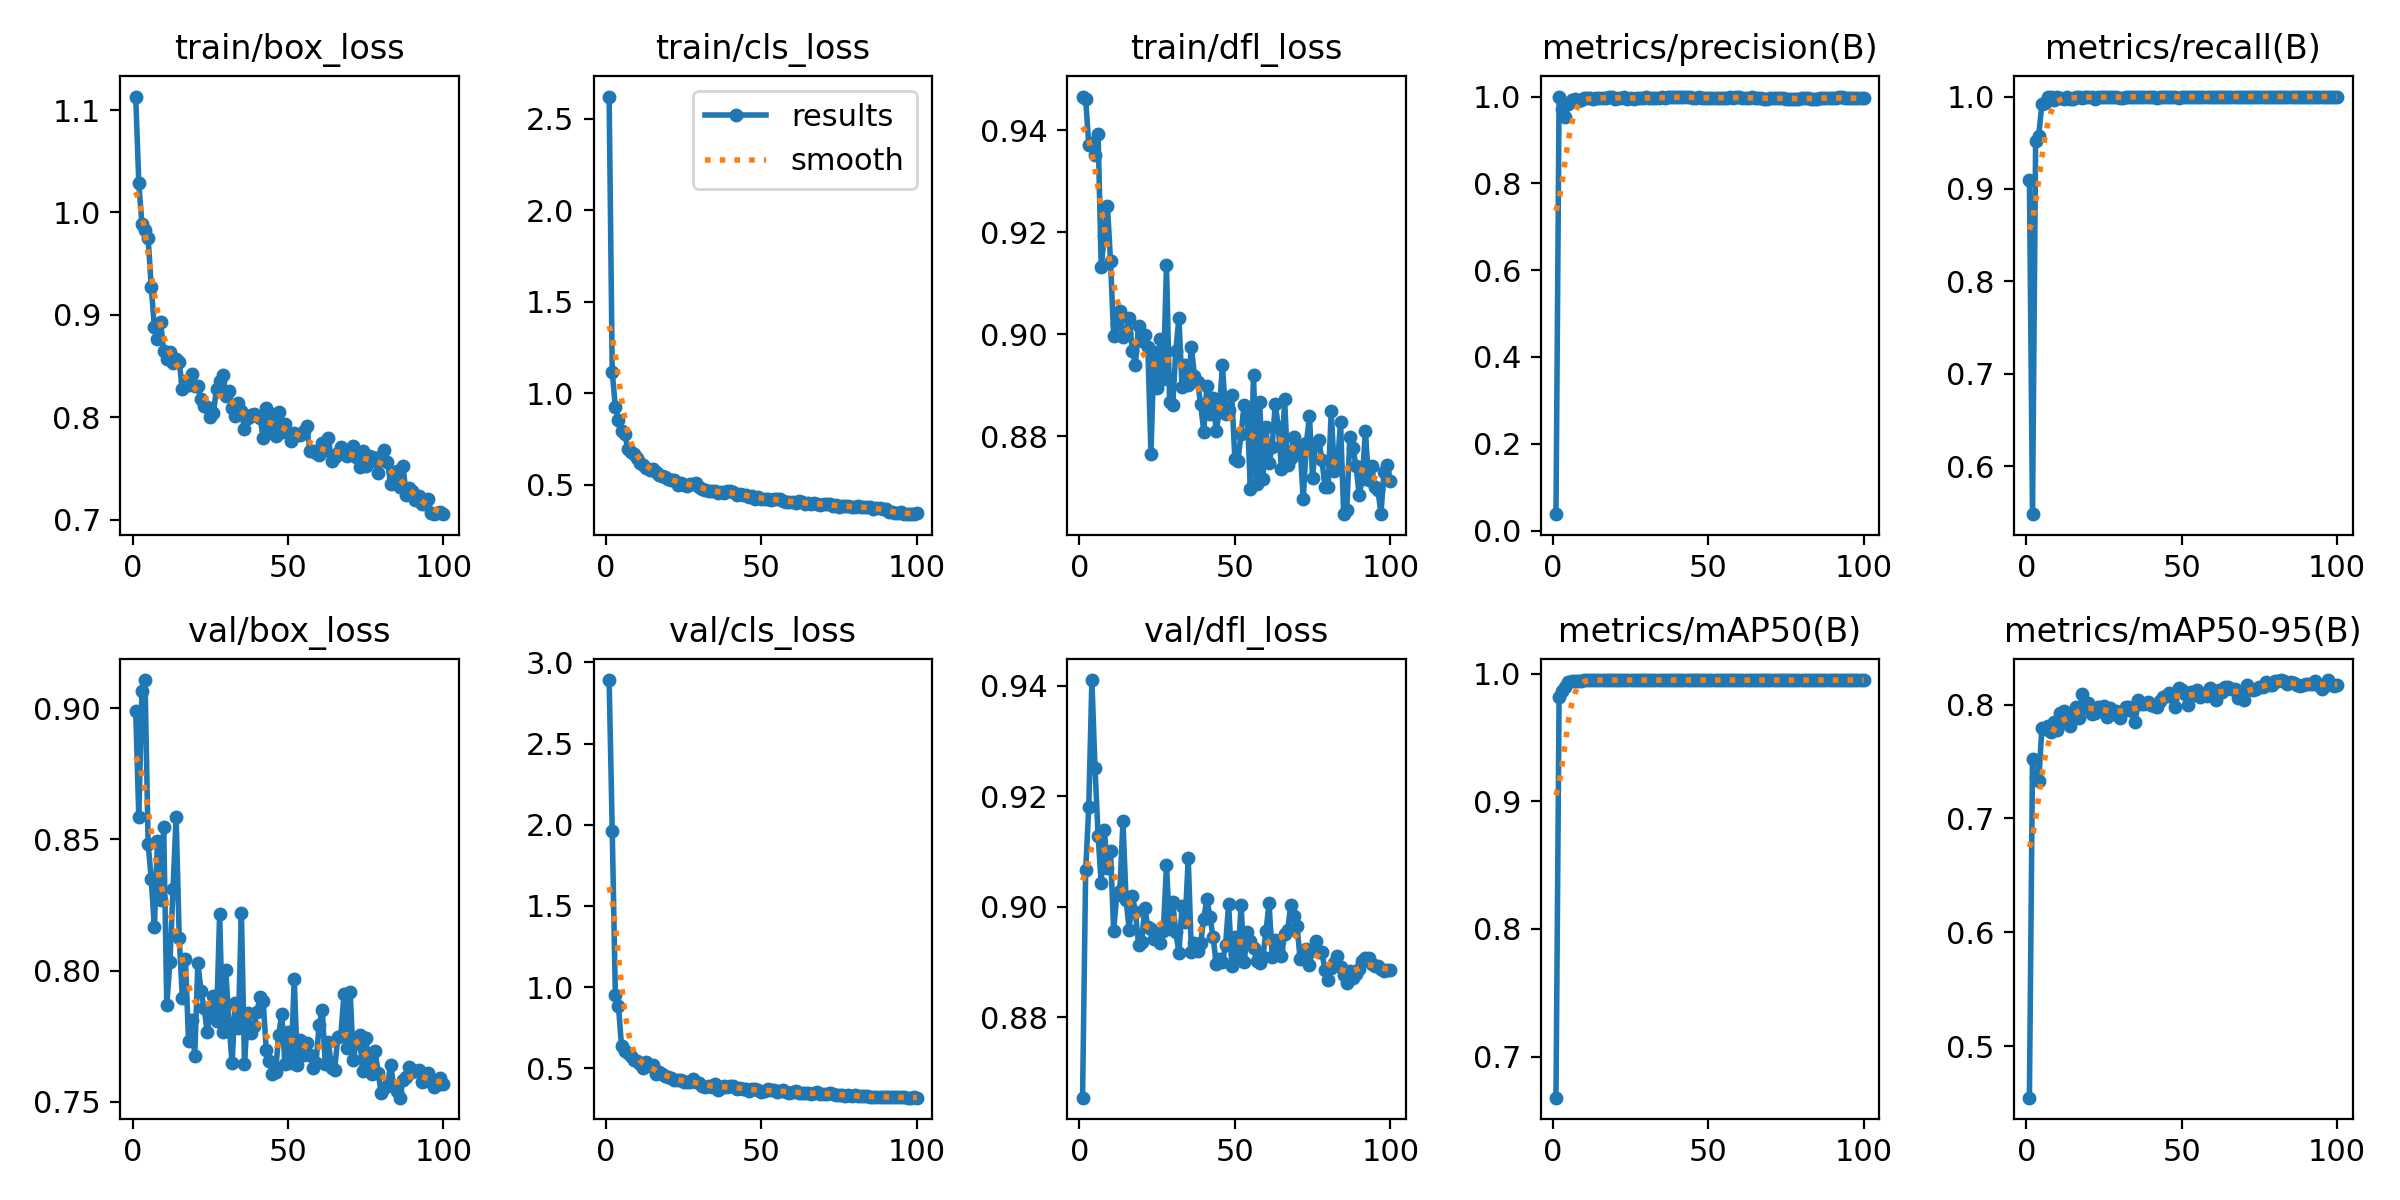 train/box_loss
1.1
1.0
0.9
0.8
0.7
0 50 100
train/cls_loss
results
smooth
2.5
2.0
1.5
1.0
0.5
0 50 100
train/dfl_loss
0.94
0.92
0.90
0.88
0 50 100
metrics/precision(B)
1.0
0.8
0.6
0.4
0.2
0.0
0 50 100
metrics/recall(B)
1.0
0.9
0.8
0.7
0.6
0 50 100
val/box_loss
0.90
0.85
0.80
0.75
0 50 100
val/cls_loss
3.0
2.5
2.0
1.5
1.0
0.5
0 50 100
val/dfl_loss
0.94
0.92
0.90
0.88
0 50 100
metrics/mAP50(B)
1.0
0.9
0.8
0.7
0 50 100
metrics/mAP50-95(B)
0.8
0.7
0.6
0.5
0 50 100